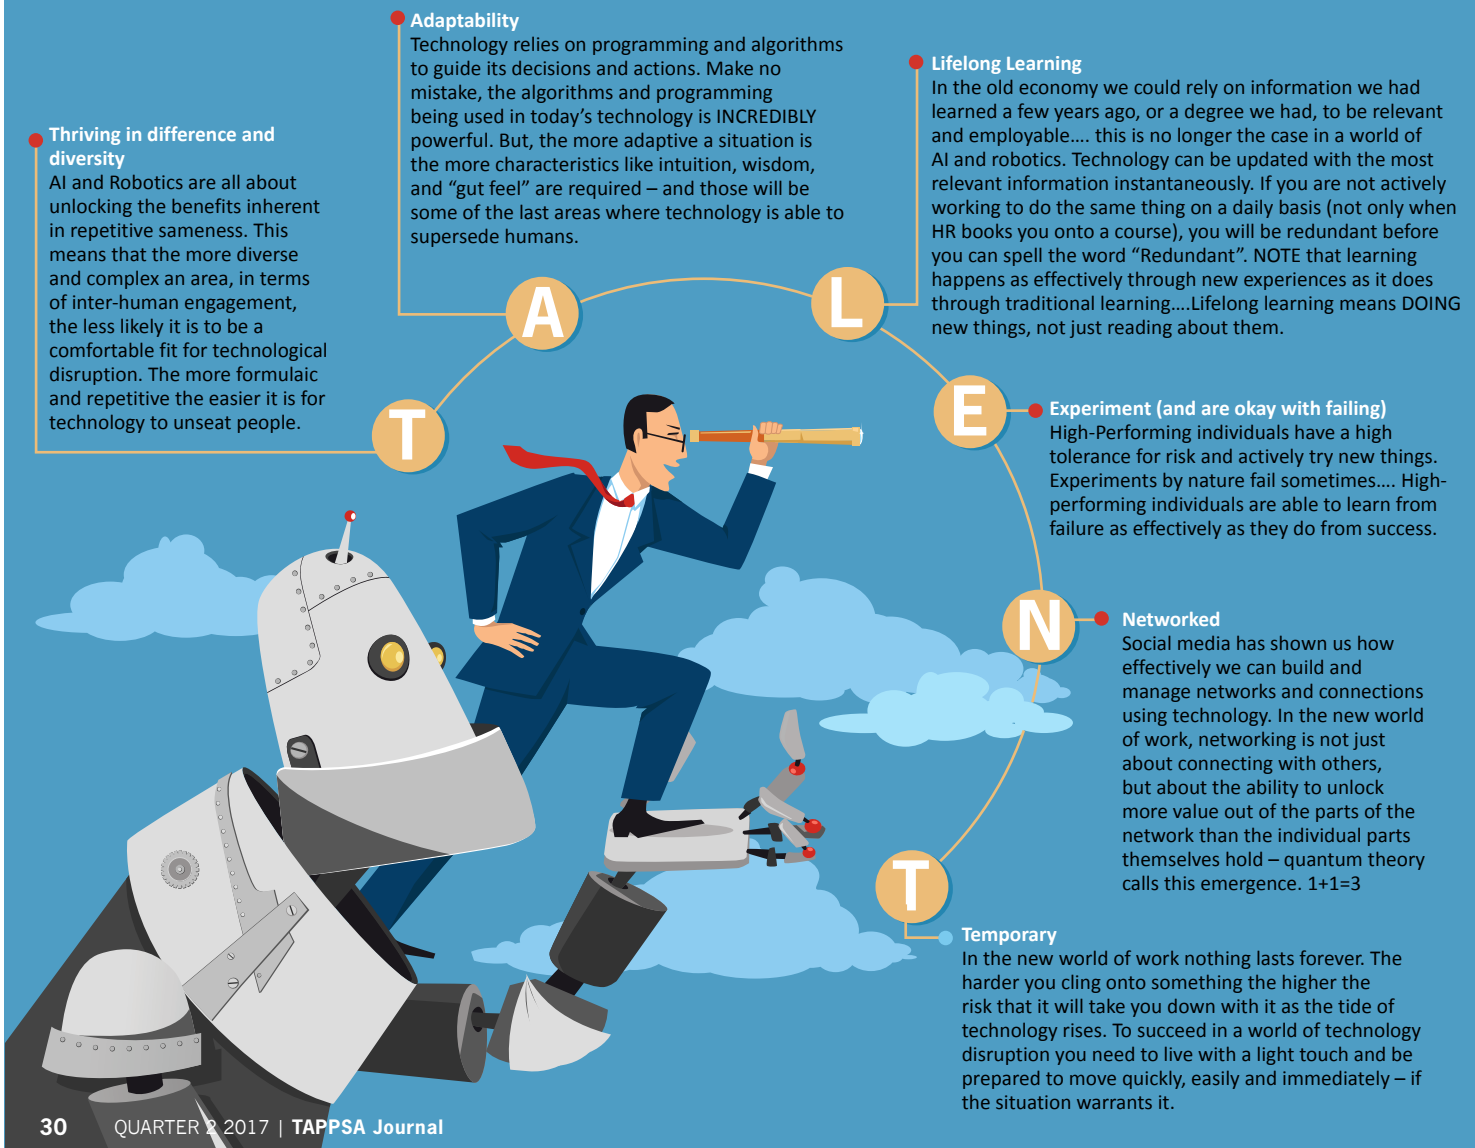 Thriving in difference and
diversity
AI and Robotics are all about
unlocking the benefits inherent
in repetitive sameness. This
means that the more diverse
and complex an area, in terms
of inter-human engagement,
the less likely it is to be a
comfortable fit for technological
disruption. The more formulaic
and repetitive the easier it is for
technology to unseat people.
T
Adaptability
Technology relies on programming and algorithms
to guide its decisions and actions. Make no
mistake, the algorithms and programming
being used in today’s technology is INCREDIBLY
powerful. But, the more adaptive a situation is
the more characteristics like intuition, wisdom,
and “gut feel” are required – and those will be
some of the last areas where technology is able to
supersede humans.
A
Lifelong Learning
In the old economy we could rely on information we had
learned a few years ago, or a degree we had, to be relevant
and employable.... this is no longer the case in a world of
AI and robotics. Technology can be updated with the most
relevant information instantaneously. If you are not actively
working to do the same thing on a daily basis (not only when
HR books you onto a course), you will be redundant before
you can spell the word “Redundant”. NOTE that learning
happens as effectively through new experiences as it does
through traditional learning....Lifelong learning means DOING
new things, not just reading about them.
L
E
Experiment (and are okay with failing)
High-Performing individuals have a high
tolerance for risk and actively try new things.
Experiments by nature fail sometimes.... High-
performing individuals are able to learn from
failure as effectively as they do from success.
N
Networked
Social media has shown us how
effectively we can build and
manage networks and connections
using technology. In the new world
of work, networking is not just
about connecting with others,
but about the ability to unlock
more value out of the parts of the
network than the individual parts
themselves hold – quantum theory
calls this emergence. 1+1=3
T
Temporary
In the new world of work nothing lasts forever. The
harder you cling onto something the higher the
risk that it will take you down with it as the tide of
technology rises. To succeed in a world of technology
disruption you need to live with a light touch and be
prepared to move quickly, easily and immediately – if
the situation warrants it.
30 QUARTER 2 2017 | TAPPSA Journal